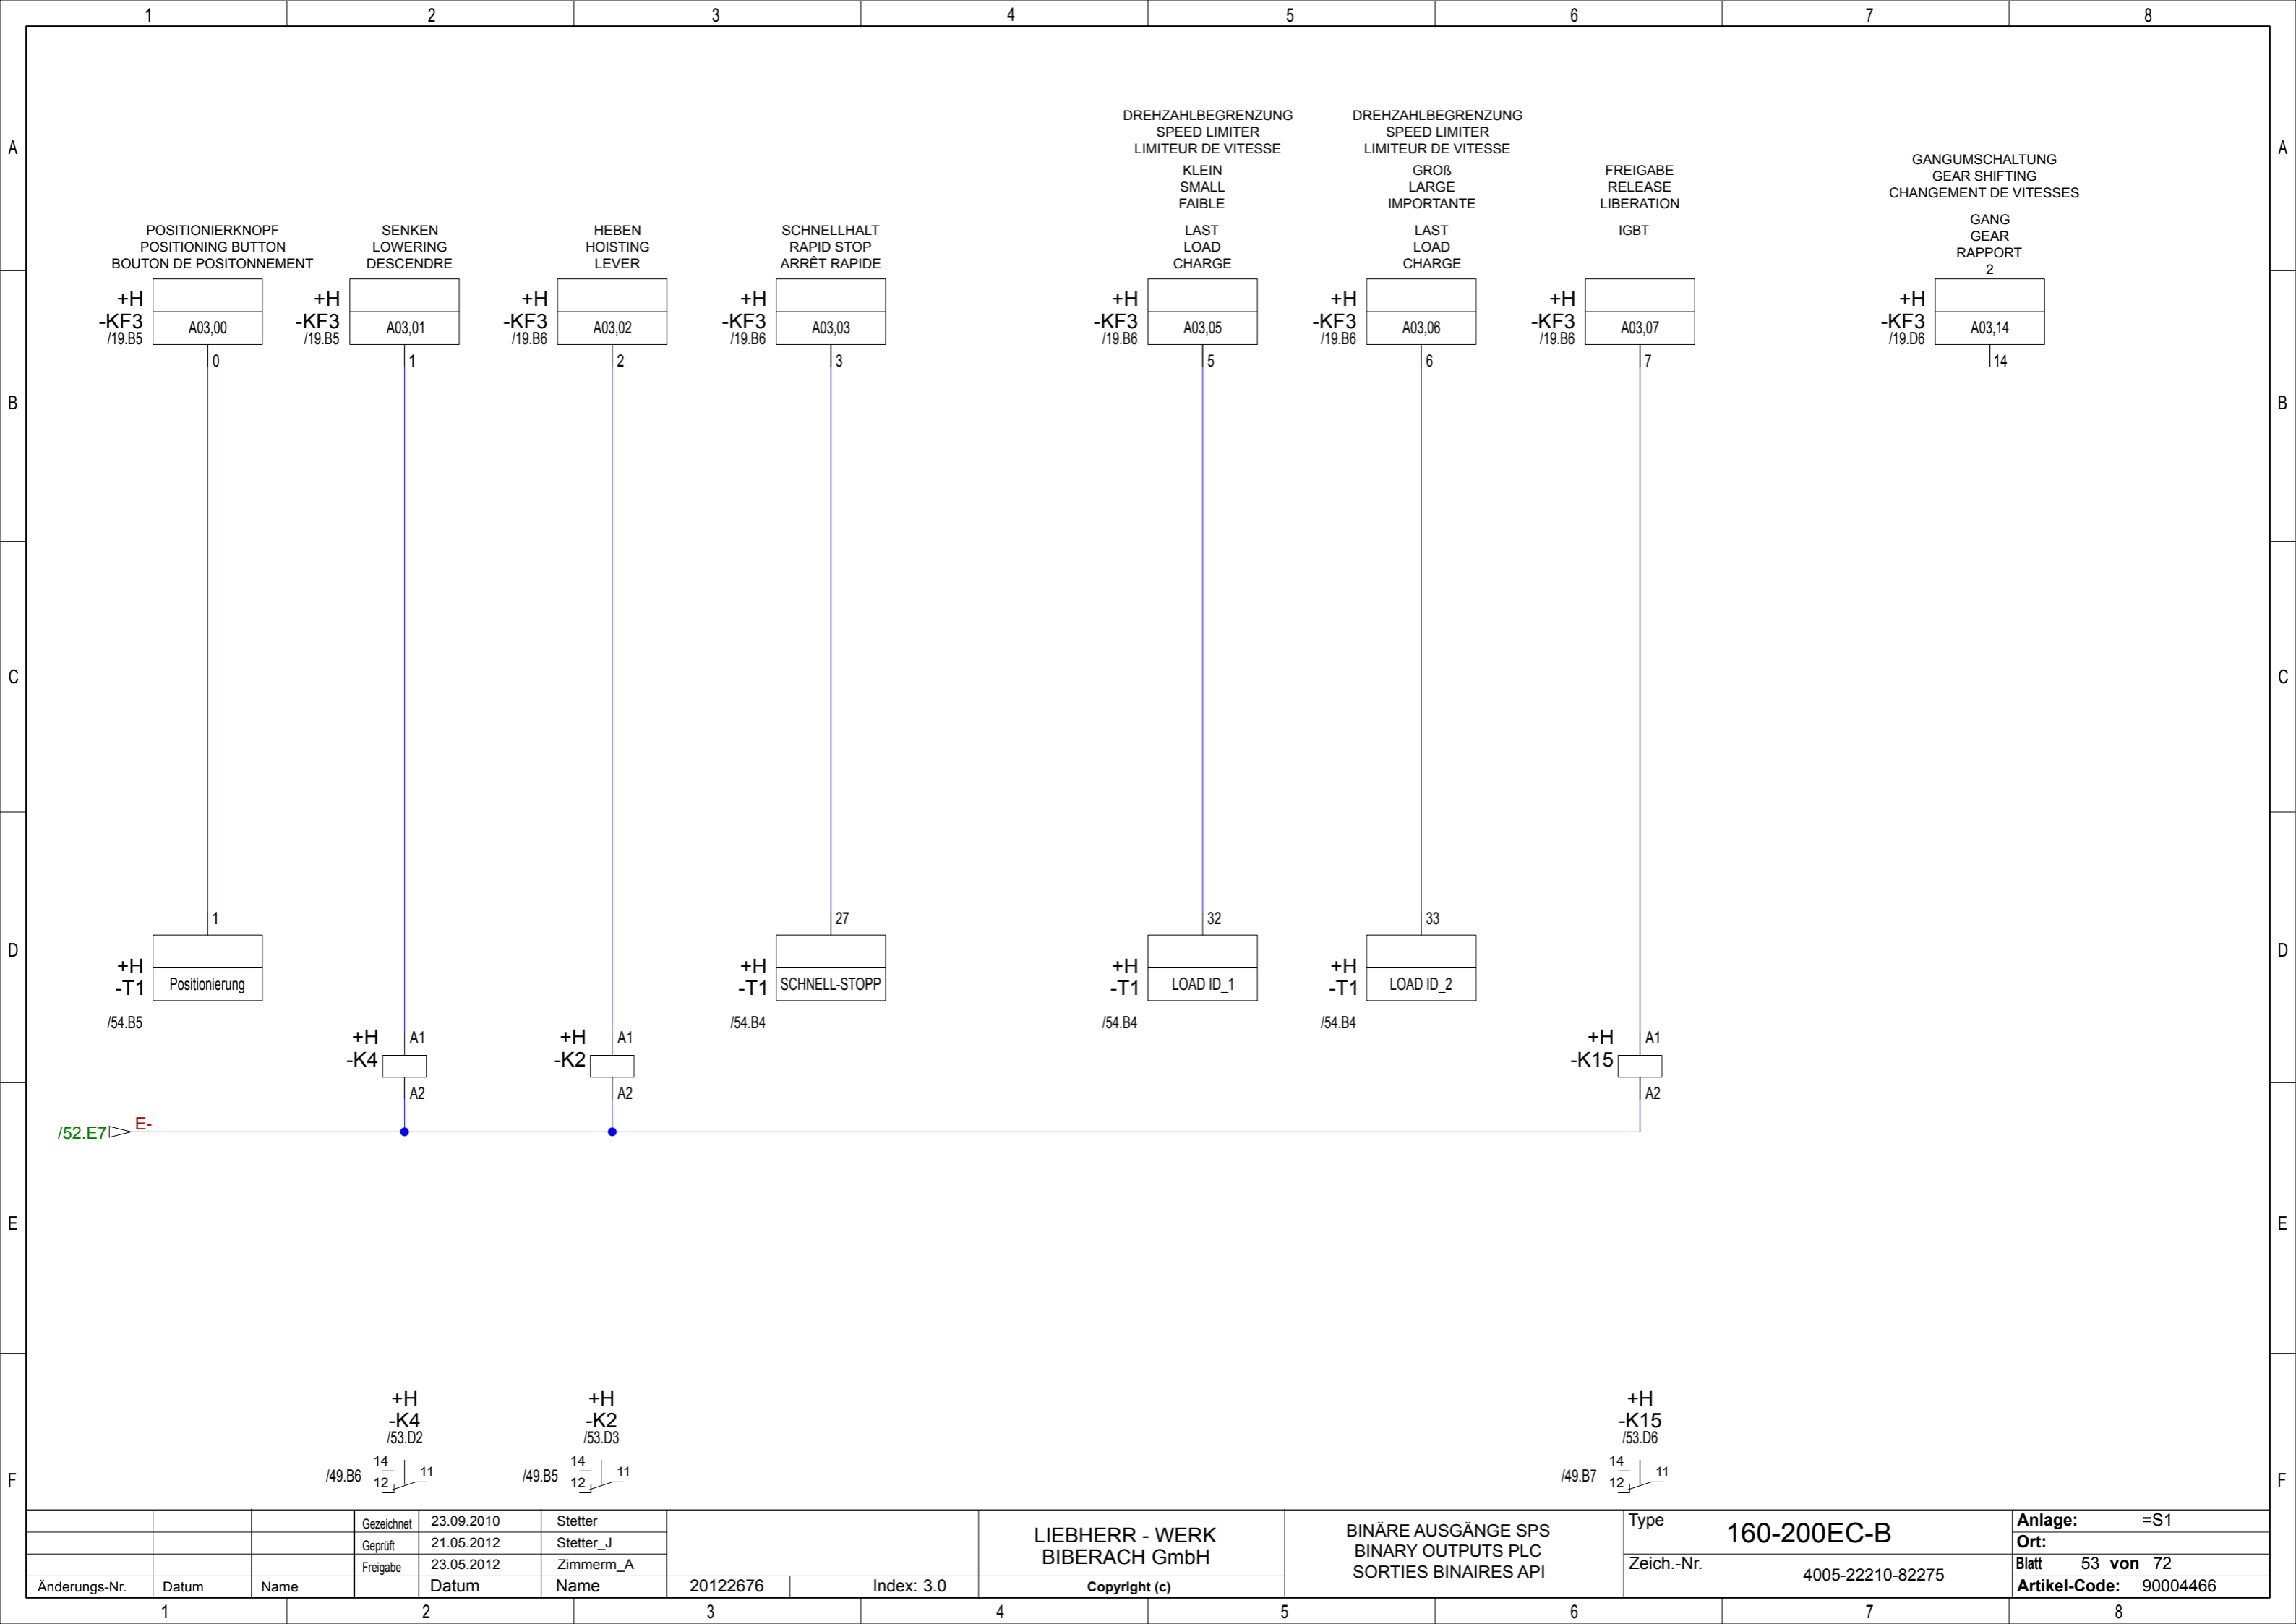 1 2 3 4 5 6 7 8
A A
B B
C C
D D
E E
F F
POSITIONIERKNOPF
POSITIONING BUTTON
BOUTON DE POSITONNEMENT
SENKEN
LOWERING
DESCENDRE
HEBEN
HOISTING
LEVER
SCHNELLHALT
RAPID STOP
ARRÊT RAPIDE
DREHZAHLBEGRENZUNG
SPEED LIMITER
LIMITEUR DE VITESSE
KLEIN
SMALL
FAIBLE
LAST
LOAD
CHARGE
DREHZAHLBEGRENZUNG
SPEED LIMITER
LIMITEUR DE VITESSE
GROß
LARGE
IMPORTANTE
LAST
LOAD
CHARGE
FREIGABE
RELEASE
LIBERATION
IGBT
GANGUMSCHALTUNG
GEAR SHIFTING
CHANGEMENT DE VITESSES
GANG
GEAR
RAPPORT
2
+H
-KF3
/19.B5
A03,00
0
+H
-KF3
/19.B5
A03,01
1
+H
-KF3
/19.B6
A03,02
2
+H
-KF3
/19.B6
A03,03
3
+H
-KF3
/19.B6
A03,05
5
+H
-KF3
/19.B6
A03,06
6
+H
-KF3
/19.B6
A03,07
7
+H
-KF3
/19.D6
A03,14
14
1
+H
-T1
Positionierung
/54.B5
27
+H
-T1
SCHNELL-STOPP
/54.B4
32
+H
-T1
LOAD ID_1
/54.B4
33
+H
-T1
LOAD ID_2
/54.B4
+H
-K4
A1
A2
+H
-K2
A1
A2
+H
-K15
A1
A2
/52.E7 E-
+H
-K4
/53.D2
/49.B6 14 12 11
+H
-K2
/53.D3
/49.B5 14 12 11
+H
-K15
/53.D6
/49.B7 14 12 11
Gezeichnet 23.09.2010 Stetter
Geprüft 21.05.2012 Stetter_J
Freigabe 23.05.2012 Zimmerm_A
Änderungs-Nr. Datum Name Datum Name 20122676 Index: 3.0
LIEBHERR - WERK
BIBERACH GmbH
Copyright (c)
BINÄRE AUSGÄNGE SPS
BINARY OUTPUTS PLC
SORTIES BINAIRES API
Type 160-200EC-B
Zeich.-Nr. 4005-22210-82275
Anlage: =S1
Ort:
Blatt 53 von 72
Artikel-Code: 90004466
1 2 3 4 5 6 7 8